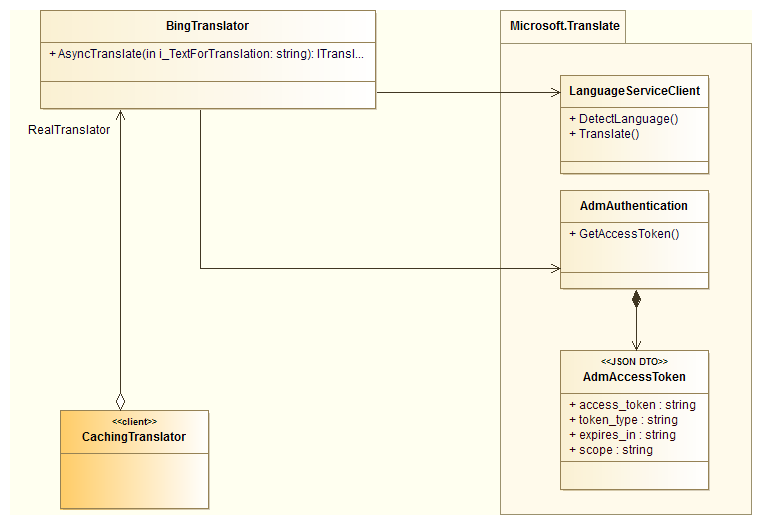 BingTranslator
+ AsyncTranslate(in i_TextForTranslation: string): ITransl...
Microsoft.Translate
LanguageServiceClient
+ DetectLanguage()
+ Translate()
RealTranslator
AdmAuthentication
+ GetAccessToken()
<<JSON DTO>>
AdmAccessToken
+ access_token : string
+ token_type : string
+ expires_in : string
+ scope : string
<<client>>
CachingTranslator